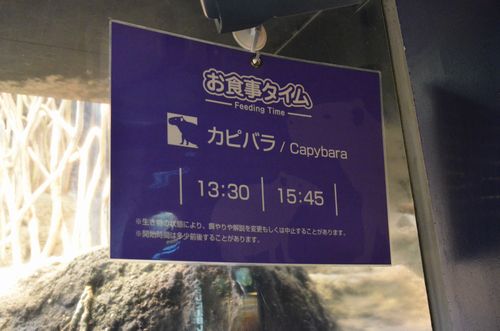 お食事タイム
Feeding Time
カピバラ / Capybara
13:30 15:45
※生き物の状態により、餌やりや解説を変更もしくは中止することがあります。
※開始時間は多少前後することがあります。